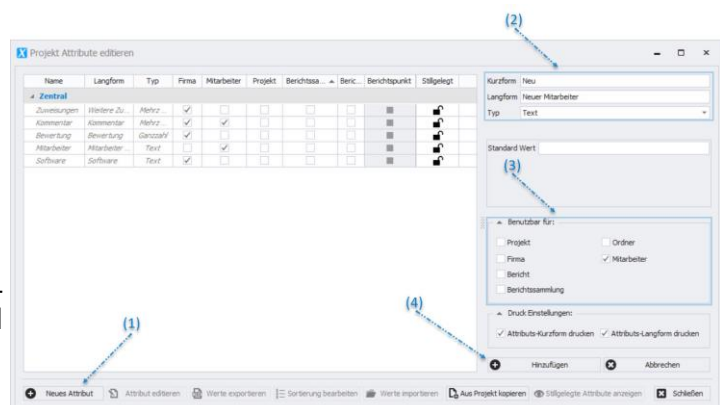 (2)
Projekt Attribute editieren
Name Langform Typ Firma Mitarbeiter Projekt Berichtssa... Beric... Berichtspunkt Stillgelegt
Zentral
Zuweisungen Weitere Zu... Mehrz ...
Kommentar Kommentar Mehrz ...
Bewertung Bewertung Ganzzahl
Mitarbeiter Mitarbeiter ... Text
Software Software Text
Kurzform Neu
Langform Neuer Mitarbeiter
Typ Text
Standard Wert
(3)
Benutzbar für:
Projekt Ordner
Firma Mitarbeiter
Bericht
Berichtssammlung
(4)
Druck Einstellungen:
Attributs-Kurzform drucken Attributs-Langform drucken
(1)
Hinzufügen Abbrechen
Neues Attribut Attribut editieren Werte exportieren Sortierung bearbeiten Werte importieren Aus Projekt kopieren Stillgelegte Attribute anzeigen Schließen